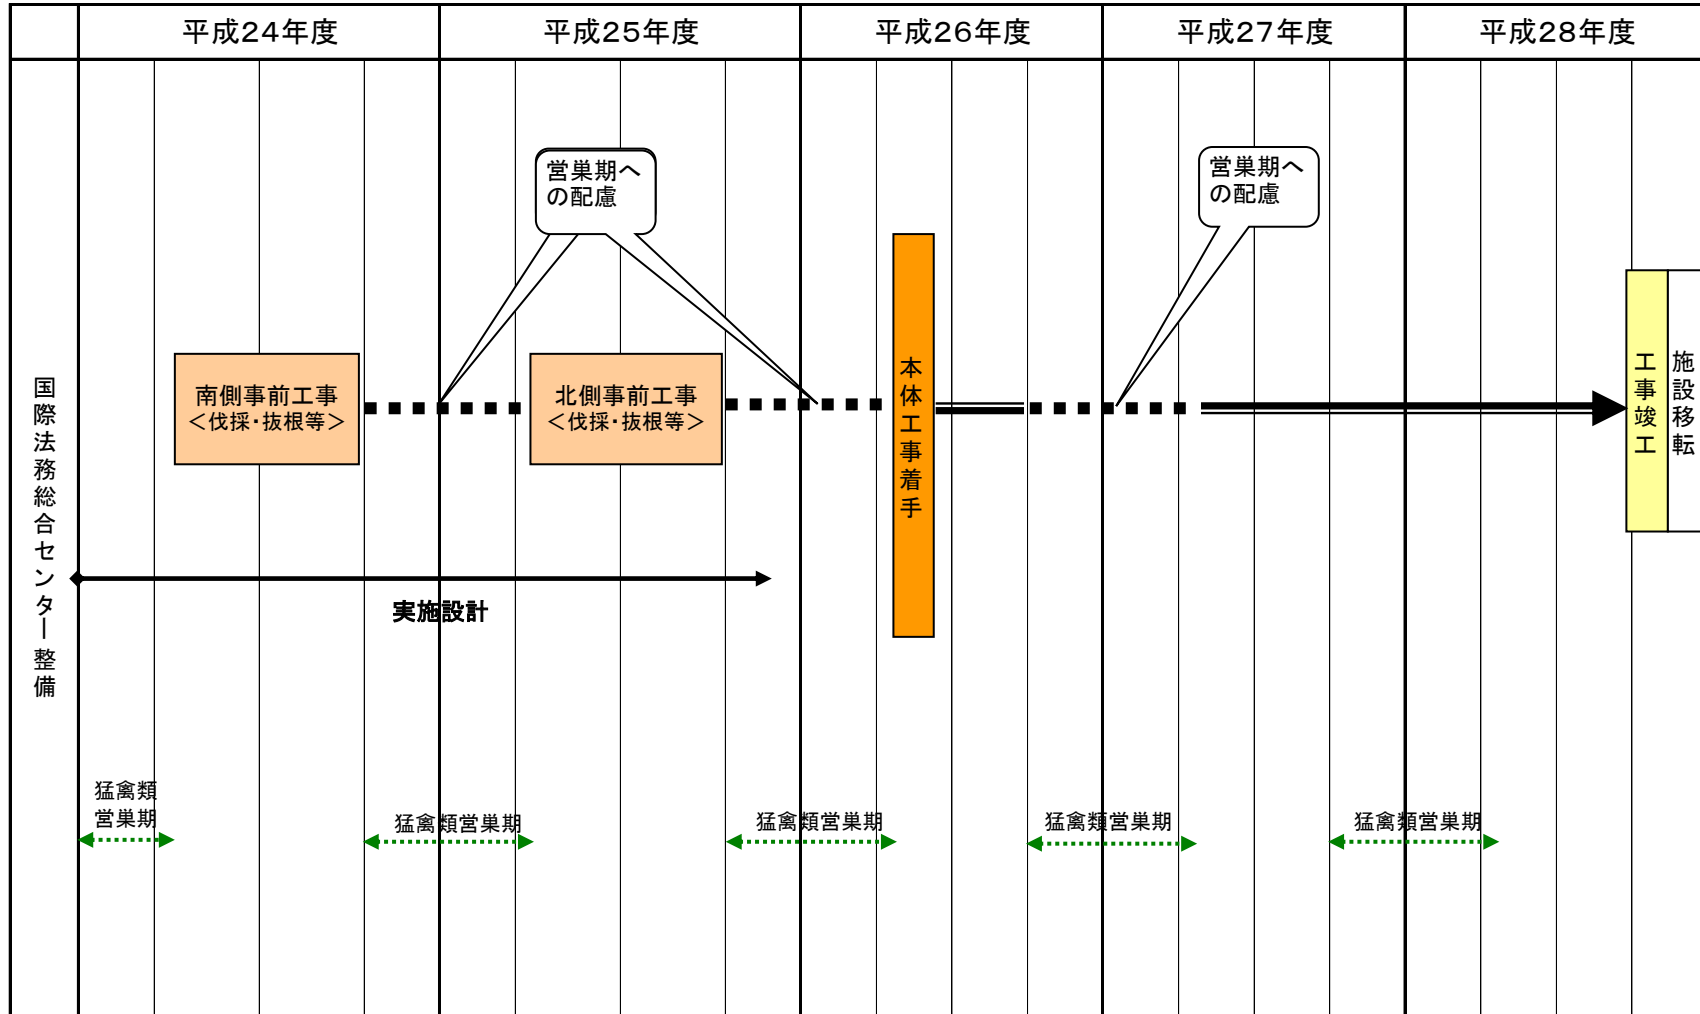 平成24年度
平成25年度
平成26年度
平成27年度
平成28年度
国際法務総合センター整備
営巣期へ
の配慮
営巣期へ
の配慮
南側事前工事
＜伐採・抜根等＞
北側事前工事
＜伐採・抜根等＞
本体工事着手
工事竣工
施設移転
実施設計
猛禽類
営巣期
猛禽類営巣期
猛禽類営巣期
猛禽類営巣期
猛禽類営巣期